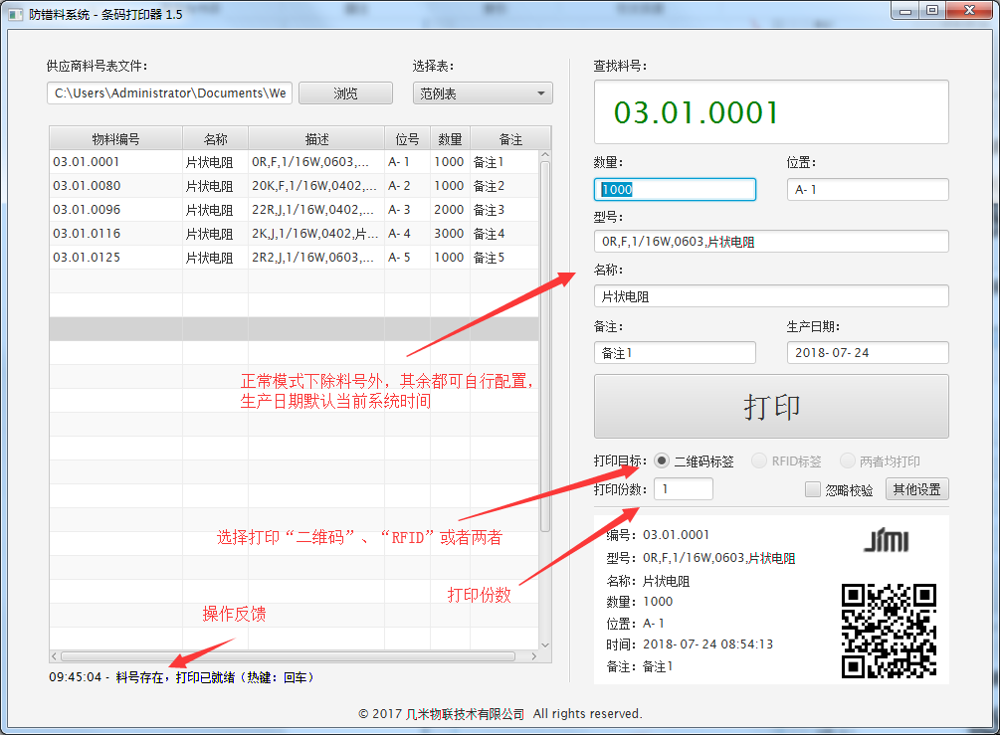 防错料系统 - 条码打印器 1.5
供应商料号表文件:
选择表:
C:\Users\Administrator\Documents\We
浏览
范例表
物料编号 名称 描述 位号 数量 备注
03.01.0001 片状电阻 0R,F,1/16W,0603,... A- 1 1000 备注1
03.01.0080 片状电阻 20K,F,1/16W,0402,... A- 2 1000 备注2
03.01.0096 片状电阻 22R,J,1/16W,0402,... A- 3 2000 备注3
03.01.0116 片状电阻 2K,J,1/16W,0402,片... A- 4 3000 备注4
03.01.0125 片状电阻 2R2,J,1/16W,0603,... A- 5 1000 备注5
正常模式下除料号外，其余都可自行配置，
生产日期默认当前系统时间
选择打印“二维码”、“RFID”或者两者
打印份数
操作反馈
09:45:04 - 料号存在，打印已就绪（热键：回车）
查找料号:
03.01.0001
数量:
位置:
1000
A- 1
型号:
0R,F,1/16W,0603,片状电阻
名称:
片状电阻
备注:
生产日期:
备注1
2018- 07- 24
打印
打印目标: 二维码标签 RFID标签 两者均打印
打印份数: 1 忽略校验 其他设置
编号: 03.01.0001
型号: 0R,F,1/16W,0603,片状电阻
名称: 片状电阻
数量: 1000
位置: A- 1
时间: 2018- 07- 24 08:54:13
备注: 备注1
JIMI
© 2017 几米物联技术有限公司 All rights reserved.